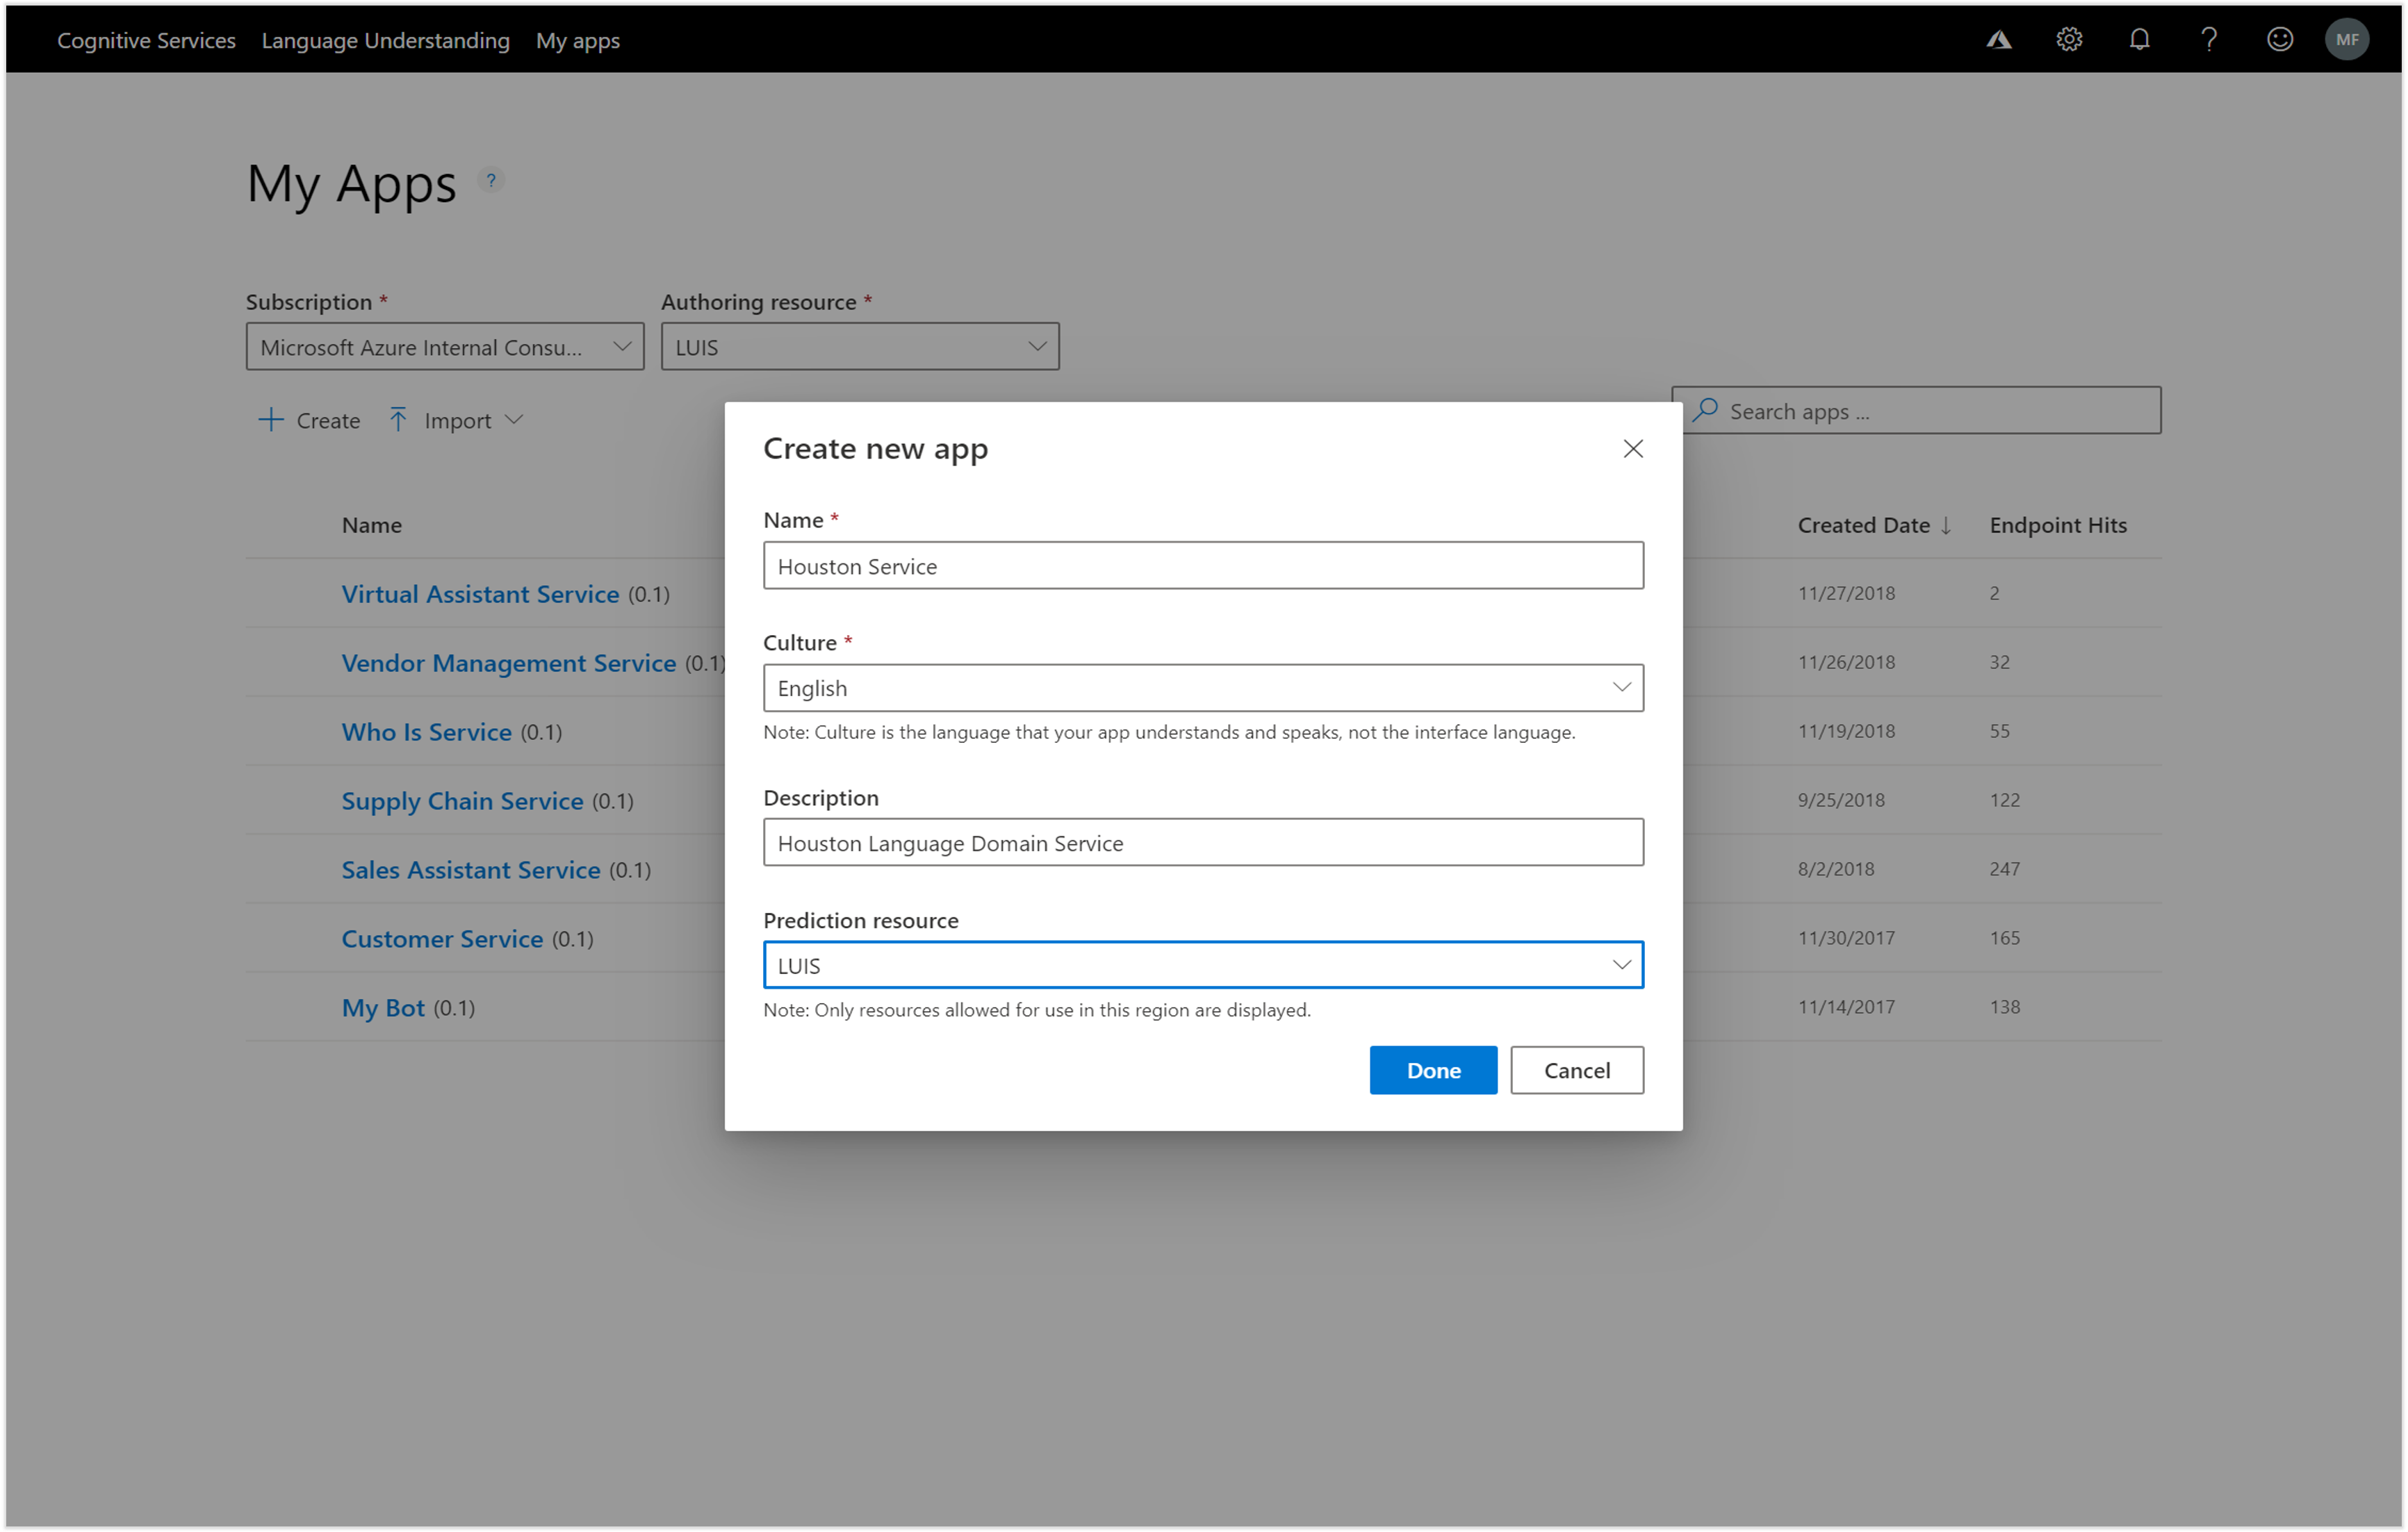 Cognitive Services Language Understanding My apps MF
My Apps ?
Subscription * Authoring resource *
Microsoft Azure Internal Consu... LUIS
Create Import
Search apps ...
Create new app
Name Created Date ↓ Endpoint Hits
Virtual Assistant Service (0.1) 11/27/2018 2
Vendor Management Service (0.1) 11/26/2018 32
Who Is Service (0.1) 11/19/2018 55
Supply Chain Service (0.1) 9/25/2018 122
Sales Assistant Service (0.1) 8/2/2018 247
Customer Service (0.1) 11/30/2017 165
My Bot (0.1) 11/14/2017 138
Name *
Houston Service
Culture *
English
Note: Culture is the language that your app understands and speaks, not the interface language.
Description
Houston Language Domain Service
Prediction resource
LUIS
Note: Only resources allowed for use in this region are displayed.
Done Cancel